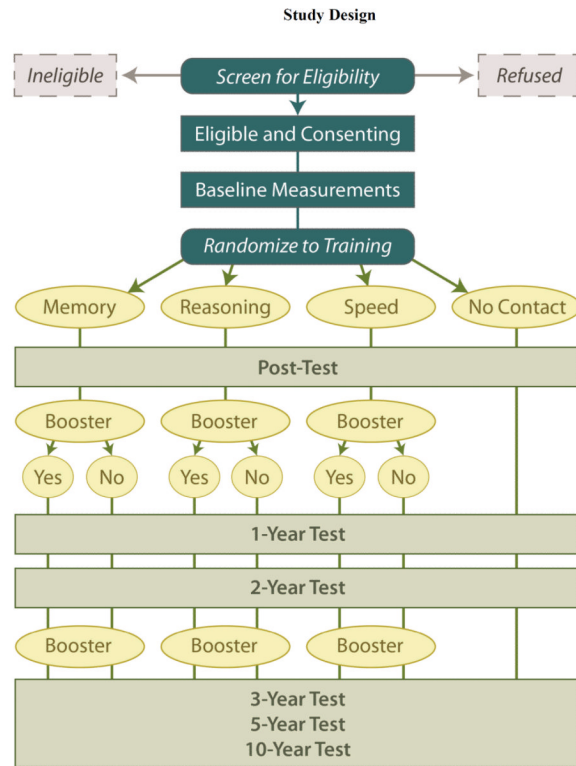 Study Design
Ineligible
Screen for Eligibility
Refused
Eligible and Consenting
Baseline Measurements
Randomize to Training
Memory
Reasoning
Speed
No Contact
Post-Test
Booster
Booster
Booster
Yes
No
Yes
No
Yes
No
1-Year Test
2-Year Test
Booster
Booster
Booster
3-Year Test
5-Year Test
10-Year Test